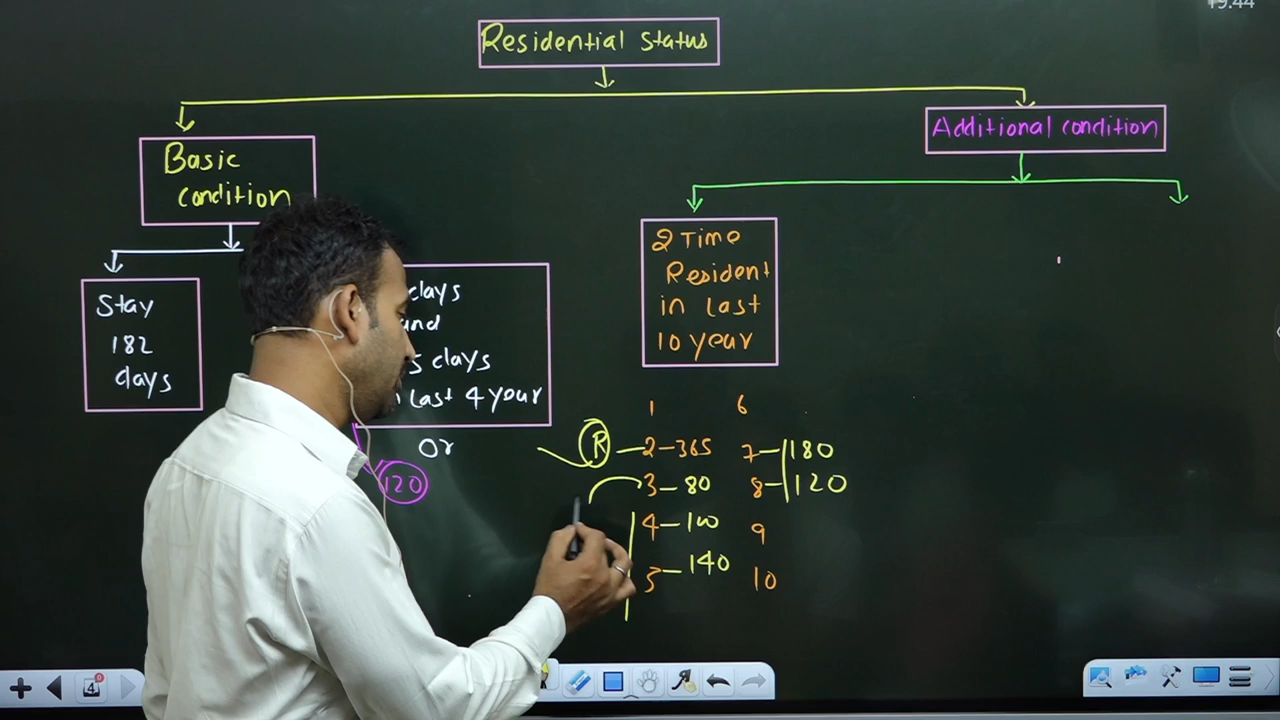 Residential status
Additional condition
Basic
condition
2 Time
Resident
in last
10 year
Stay
182
days
days
and
5 days
Last 4 year
Or
120
1 6
R 2-365 7-180
3-80 8-120
4-100 9
3-140 10
4